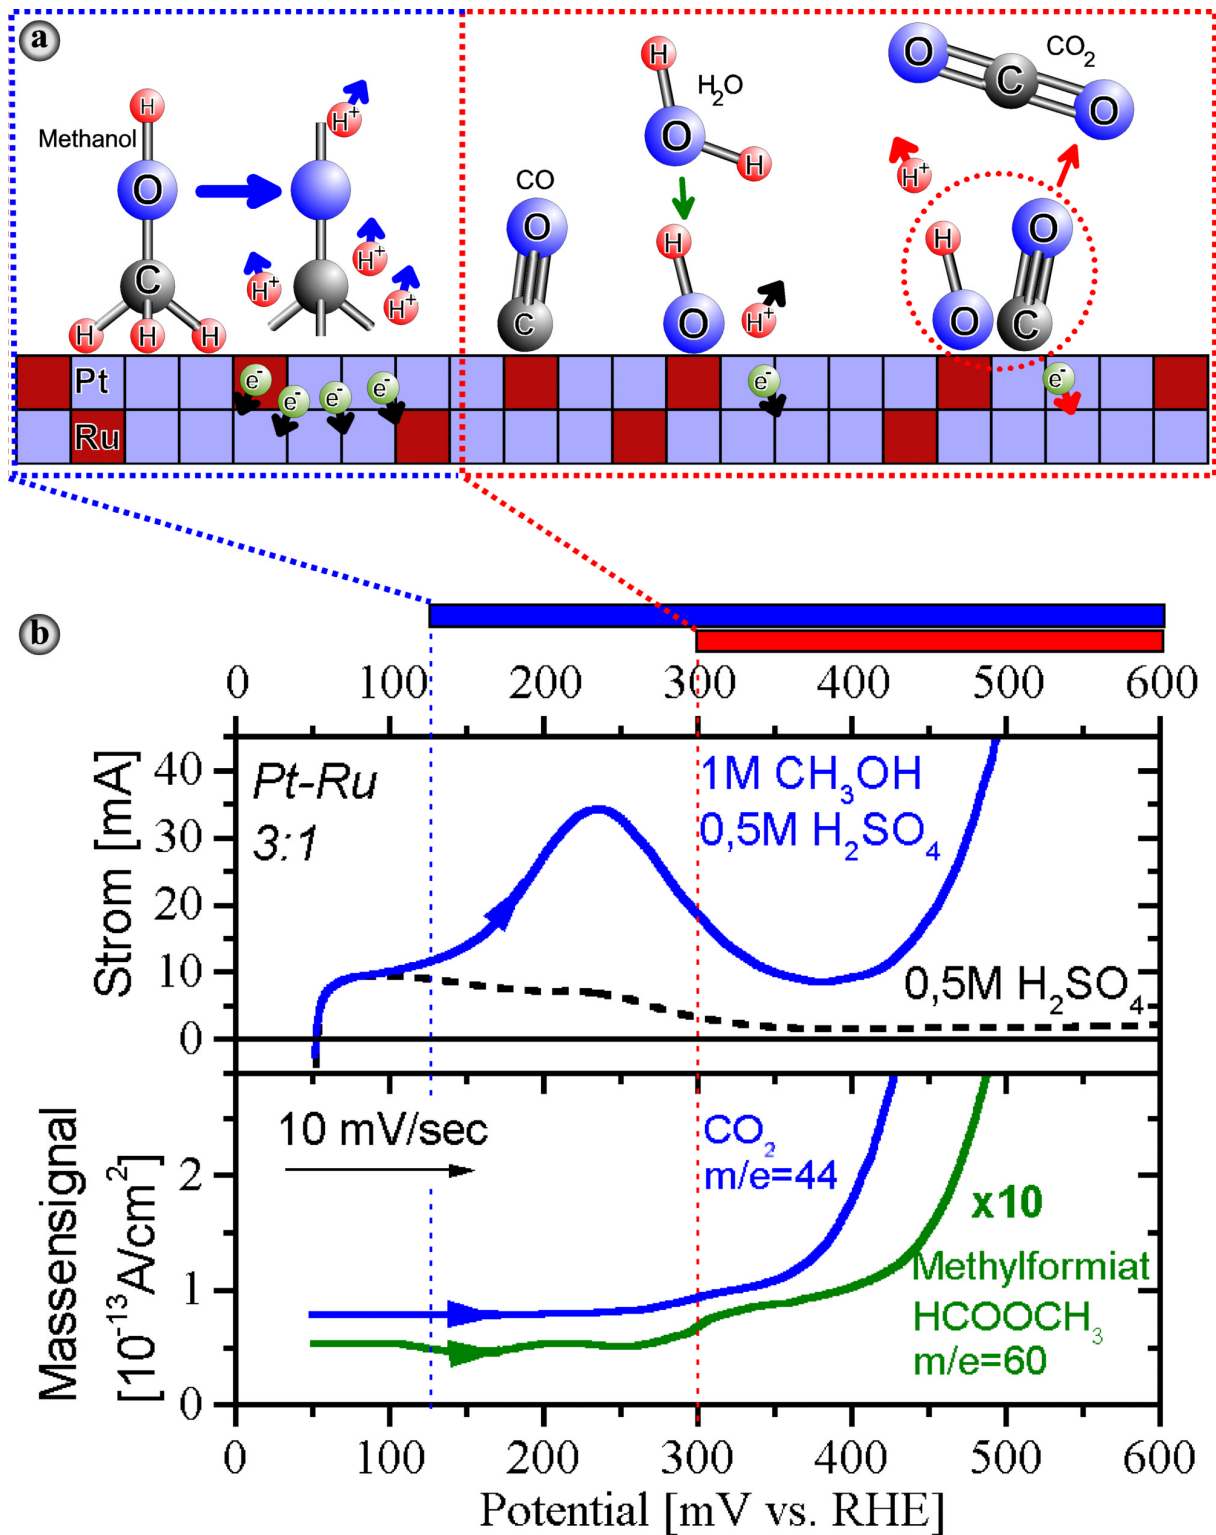 a
Methanol
H
O
C
H
H
H
H⁺
H⁺
H⁺
H⁺
CO
O
C
H
H₂O
O
H
H
O
H⁺
O
C
O
CO₂
H⁺
H
O
O
C
Pt
Ru
e⁻
e⁻
e⁻
e⁻
e⁻
e⁻
b
0 100 200 300 400 500 600
Strom [mA]
40
30
20
10
0
Pt-Ru
3:1
1M CH₃OH
0,5M H₂SO₄
0,5M H₂SO₄
Massensignal
[10⁻¹³A/cm²]
2
1
0
10 mV/sec
CO₂
m/e=44
x10
Methylformiat
HCOOCH₃
m/e=60
0 100 200 300 400 500 600
Potential [mV vs. RHE]